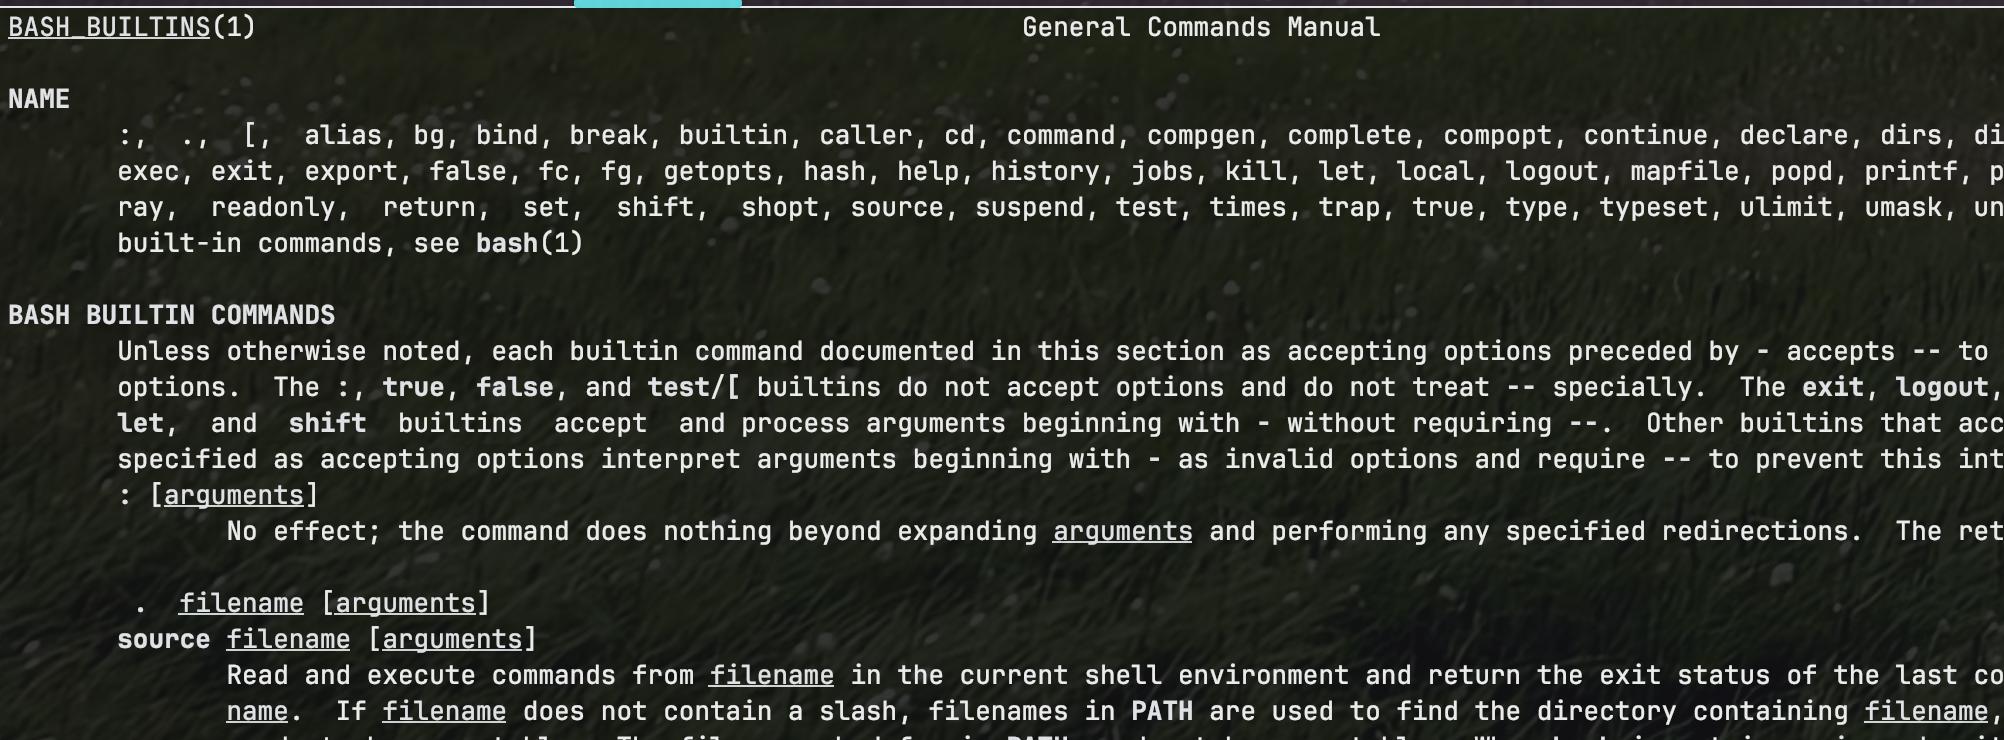 BASH_BUILTINS(1) General Commands Manual
NAME
:, ., [, alias, bg, bind, break, builtin, caller, cd, command, compgen, complete, compopt, continue, declare, dirs, di
exec, exit, export, false, fc, fg, getopts, hash, help, history, jobs, kill, let, local, logout, mapfile, popd, printf, p
ray, readonly, return, set, shift, shopt, source, suspend, test, times, trap, true, type, typeset, ulimit, umask, un
built-in commands, see bash(1)
BASH BUILTIN COMMANDS
Unless otherwise noted, each builtin command documented in this section as accepting options preceded by - accepts -- to
options. The :, true, false, and test/[ builtins do not accept options and do not treat -- specially. The exit, logout,
let, and shift builtins accept and process arguments beginning with - without requiring --. Other builtins that acc
specified as accepting options interpret arguments beginning with - as invalid options and require -- to prevent this int
: [arguments]
No effect; the command does nothing beyond expanding arguments and performing any specified redirections. The ret
. filename [arguments]
source filename [arguments]
Read and execute commands from filename in the current shell environment and return the exit status of the last co
name. If filename does not contain a slash, filenames in PATH are used to find the directory containing filename,